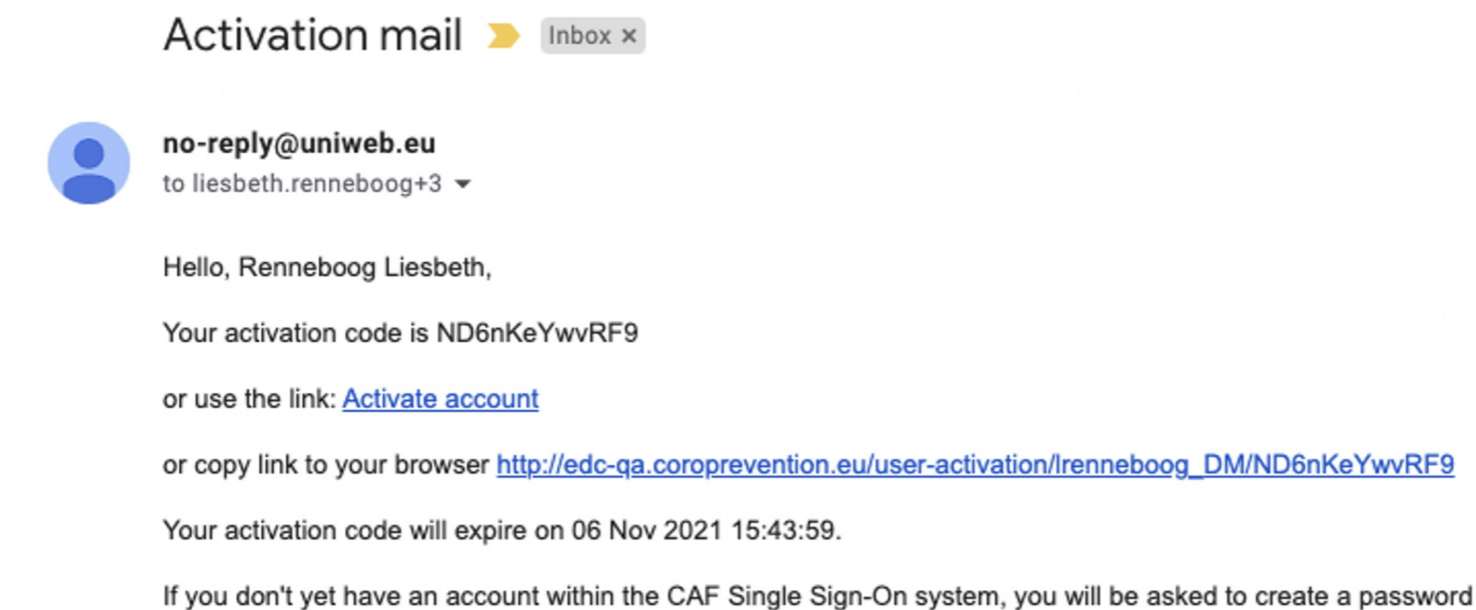 Activation mail Inbox ×
no-reply@uniweb.eu
to liesbeth.renneboog+3
Hello, Renneboog Liesbeth,
Your activation code is ND6nKeYwvRF9
or use the link: Activate account
or copy link to your browser http://edc-qa.coroprevention.eu/user-activation/lrenneboog_DM/ND6nKeYwvRF9
Your activation code will expire on 06 Nov 2021 15:43:59.
If you don't yet have an account within the CAF Single Sign-On system, you will be asked to create a password